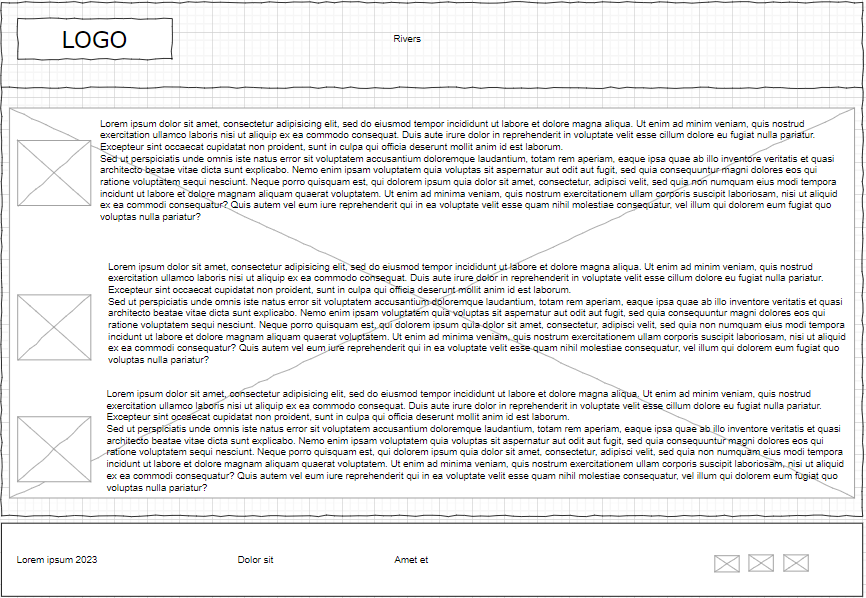 LOGO
Rivers
Lorem ipsum dolor sit amet, consectetur adipisicing elit, sed do eiusmod tempor incididunt ut labore et dolore magna aliqua. Ut enim ad minim veniam, quis nostrud
exercitation ullamco laboris nisi ut aliquip ex ea commodo consequat. Duis aute irure dolor in reprehenderit in voluptate velit esse cillum dolore eu fugiat nulla pariatur.
Excepteur sint occaecat cupidatat non proident, sunt in culpa qui officia deserunt mollit anim id est laborum.
Sed ut perspiciatis unde omnis iste natus error sit voluptatem accusantium doloremque laudantium, totam rem aperiam, eaque ipsa quae ab illo inventore veritatis et quasi
architecto beatae vitae dicta sunt explicabo. Nemo enim ipsam voluptatem quia voluptas sit aspernatur aut odit aut fugit, sed quia consequuntur magni dolores eos qui
ratione voluptatem sequi nesciunt. Neque porro quisquam est, qui dolorem ipsum quia dolor sit amet, consectetur, adipisci velit, sed quia non numquam eius modi tempora
incidunt ut labore et dolore magnam aliquam quaerat voluptatem. Ut enim ad minima veniam, quis nostrum exercitationem ullam corporis suscipit laboriosam, nisi ut aliquid
ex ea commodi consequatur? Quis autem vel eum iure reprehenderit qui in ea voluptate velit esse quam nihil molestiae consequatur, vel illum qui dolorem eum fugiat quo
voluptas nulla pariatur?
Lorem ipsum dolor sit amet, consectetur adipisicing elit, sed do eiusmod tempor incididunt ut labore et dolore magna aliqua. Ut enim ad minim veniam, quis nostrud
exercitation ullamco laboris nisi ut aliquip ex ea commodo consequat. Duis aute irure dolor in reprehenderit in voluptate velit esse cillum dolore eu fugiat nulla pariatur.
Excepteur sint occaecat cupidatat non proident, sunt in culpa qui officia deserunt mollit anim id est laborum.
Sed ut perspiciatis unde omnis iste natus error sit voluptatem accusantium doloremque laudantium, totam rem aperiam, eaque ipsa quae ab illo inventore veritatis et quasi
architecto beatae vitae dicta sunt explicabo. Nemo enim ipsam voluptatem quia voluptas sit aspernatur aut odit aut fugit, sed quia consequuntur magni dolores eos qui
ratione voluptatem sequi nesciunt. Neque porro quisquam est, qui dolorem ipsum quia dolor sit amet, consectetur, adipisci velit, sed quia non numquam eius modi tempora
incidunt ut labore et dolore magnam aliquam quaerat voluptatem. Ut enim ad minima veniam, quis nostrum exercitationem ullam corporis suscipit laboriosam, nisi ut aliquid
ex ea commodi consequatur? Quis autem vel eum iure reprehenderit qui in ea voluptate velit esse quam nihil molestiae consequatur, vel illum qui dolorem eum fugiat quo
voluptas nulla pariatur?
Lorem ipsum dolor sit amet, consectetur adipisicing elit, sed do eiusmod tempor incididunt ut labore et dolore magna aliqua. Ut enim ad minim veniam, quis nostrud
exercitation ullamco laboris nisi ut aliquip ex ea commodo consequat. Duis aute irure dolor in reprehenderit in voluptate velit esse cillum dolore eu fugiat nulla pariatur.
Excepteur sint occaecat cupidatat non proident, sunt in culpa qui officia deserunt mollit anim id est laborum.
Sed ut perspiciatis unde omnis iste natus error sit voluptatem accusantium doloremque laudantium, totam rem aperiam, eaque ipsa quae ab illo inventore veritatis et quasi
architecto beatae vitae dicta sunt explicabo. Nemo enim ipsam voluptatem quia voluptas sit aspernatur aut odit aut fugit, sed quia consequuntur magni dolores eos qui
ratione voluptatem sequi nesciunt. Neque porro quisquam est, qui dolorem ipsum quia dolor sit amet, consectetur, adipisci velit, sed quia non numquam eius modi tempora
incidunt ut labore et dolore magnam aliquam quaerat voluptatem. Ut enim ad minima veniam, quis nostrum exercitationem ullam corporis suscipit laboriosam, nisi ut aliquid
ex ea commodi consequatur? Quis autem vel eum iure reprehenderit qui in ea voluptate velit esse quam nihil molestiae consequatur, vel illum qui dolorem eum fugiat quo
voluptas nulla pariatur?
Lorem ipsum 2023
Dolor sit
Amet et